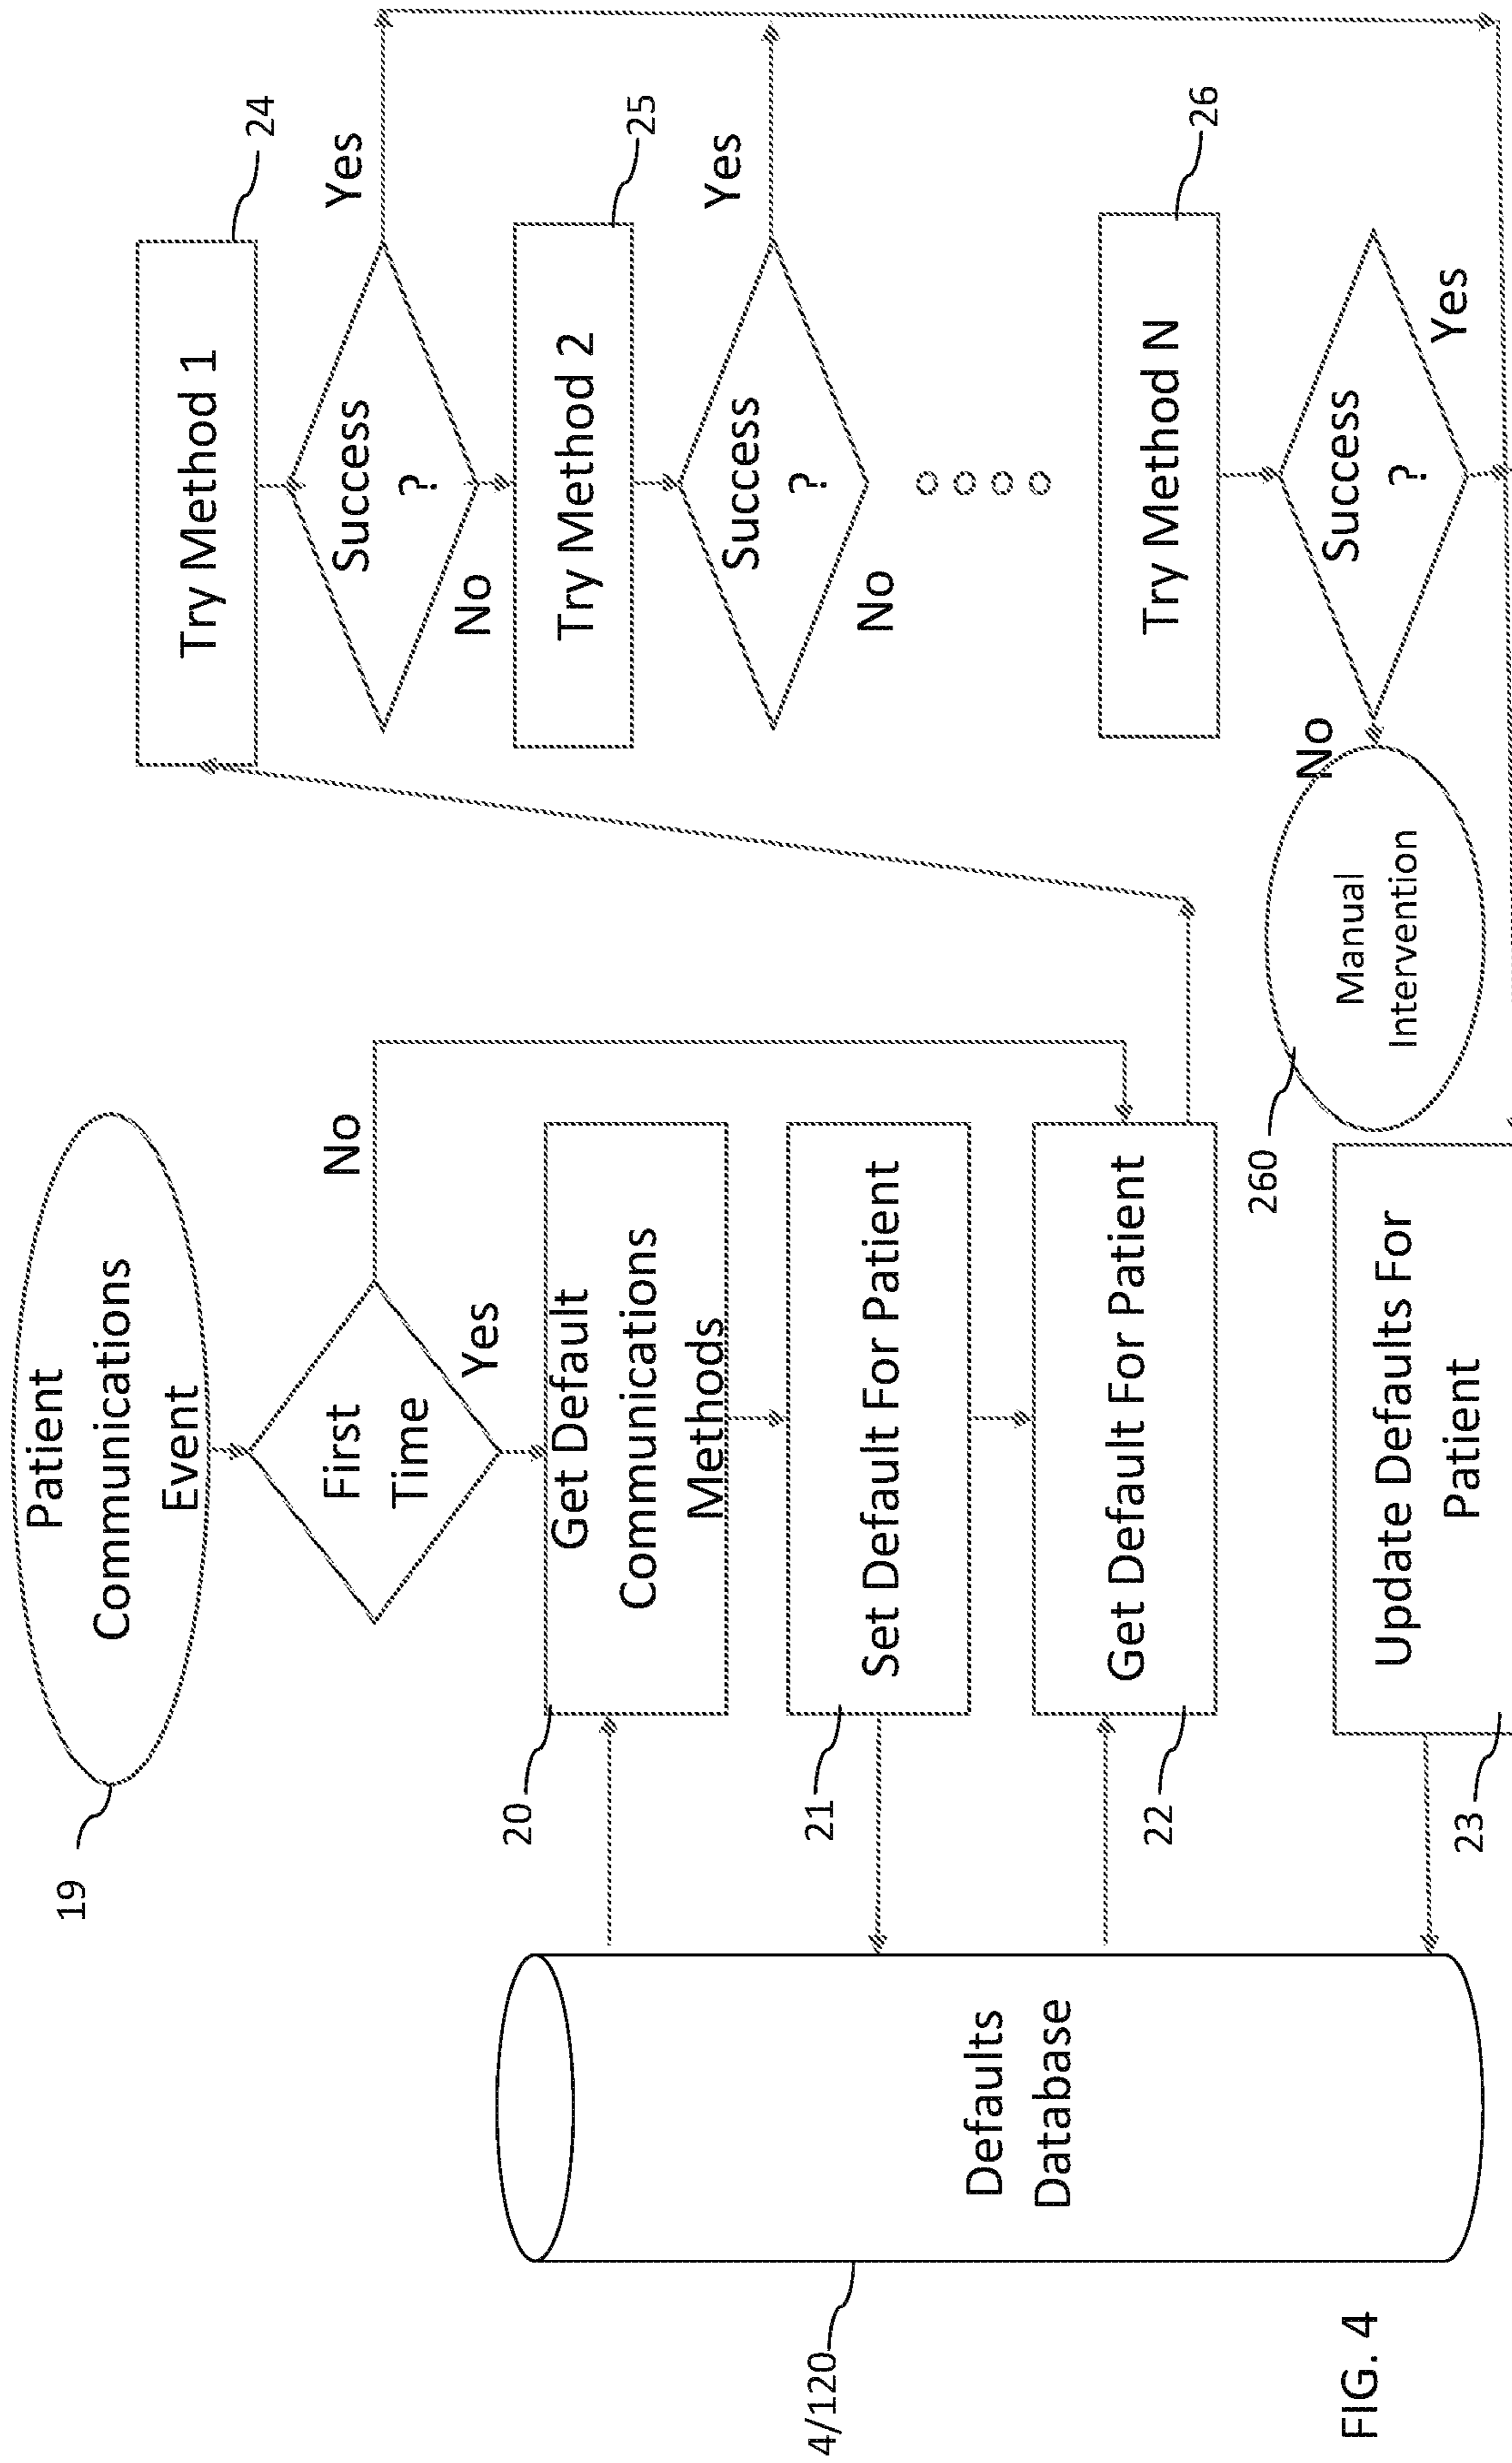 Patient
Communications
Event
19
First
Time
No
Yes
Get Default
Communications
Methods
20
Set Default For Patient
21
Get Default For Patient
22
Update Defaults For
Patient
23
Defaults
Database
4/120
Try Method 1
24
Success
?
Yes
No
Try Method 2
25
Success
?
Yes
No
Try Method N
26
Success
?
Yes
No
Manual
Intervention
260
FIG. 4